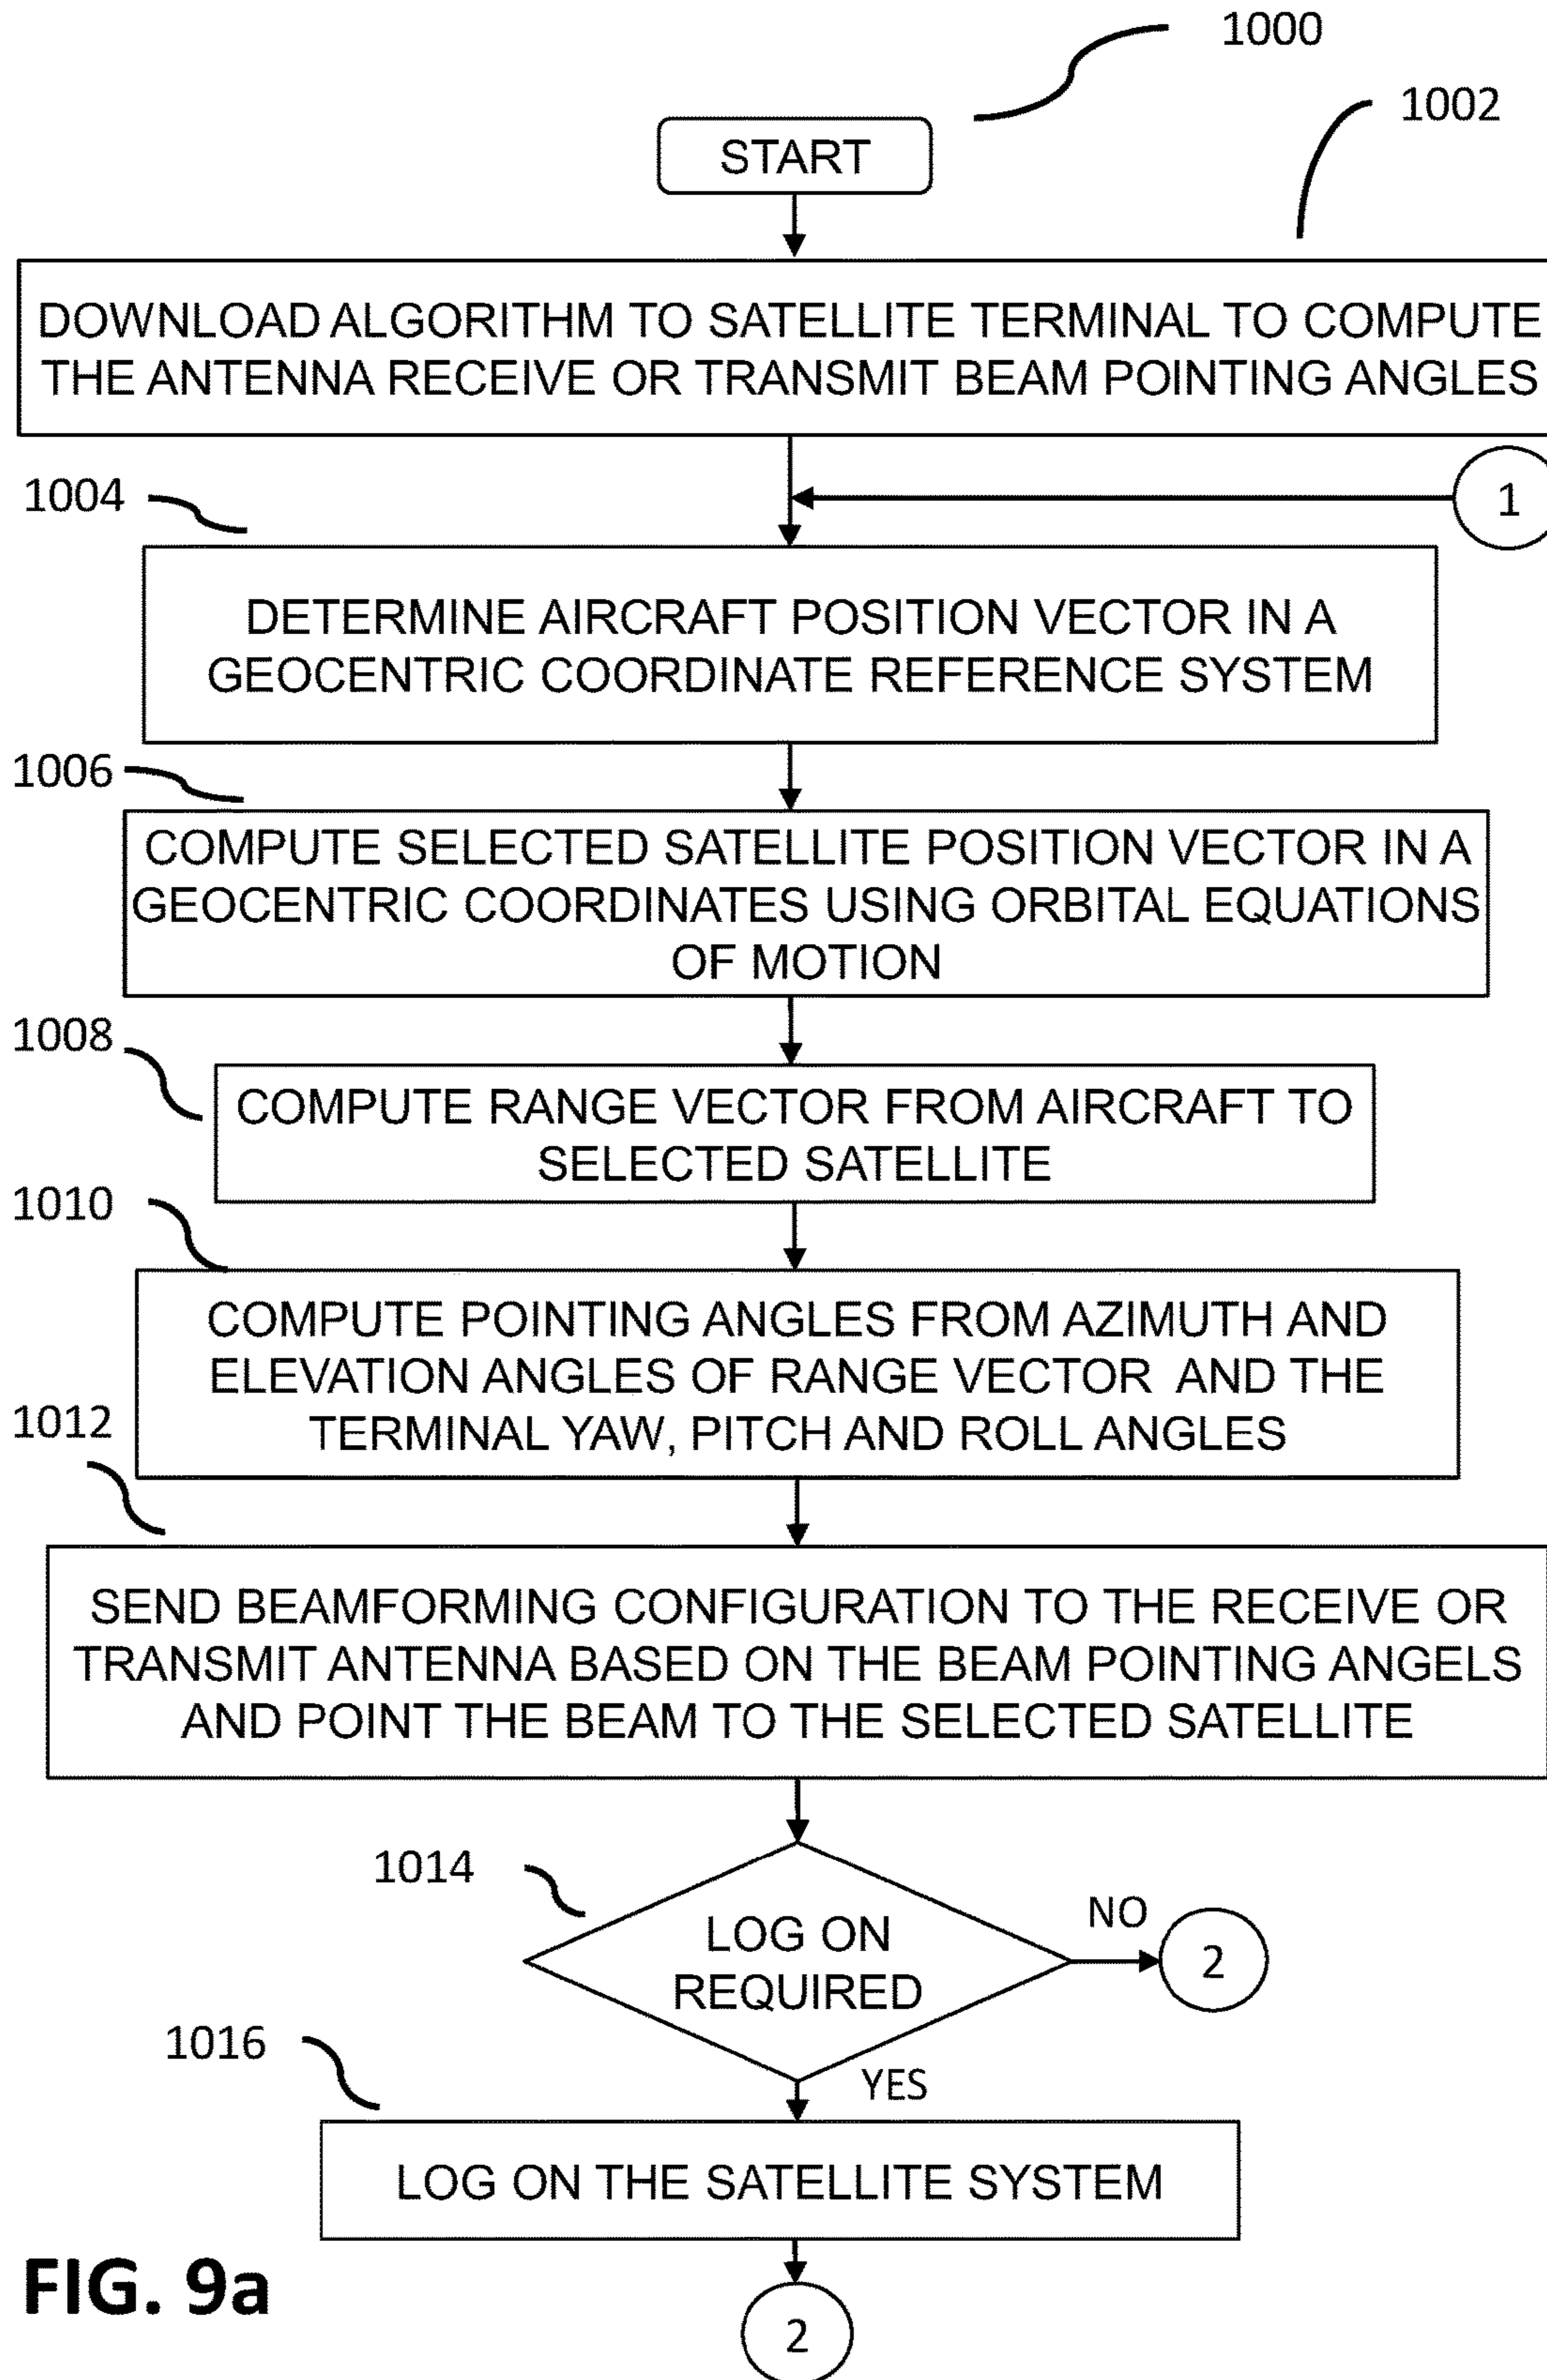 1000
1002
START
DOWNLOAD ALGORITHM TO SATELLITE TERMINAL TO COMPUTE
THE ANTENNA RECEIVE OR TRANSMIT BEAM POINTING ANGLES
1004
1
DETERMINE AIRCRAFT POSITION VECTOR IN A
GEOCENTRIC COORDINATE REFERENCE SYSTEM
1006
COMPUTE SELECTED SATELLITE POSITION VECTOR IN A
GEOCENTRIC COORDINATES USING ORBITAL EQUATIONS
OF MOTION
1008
COMPUTE RANGE VECTOR FROM AIRCRAFT TO
SELECTED SATELLITE
1010
COMPUTE POINTING ANGLES FROM AZIMUTH AND
ELEVATION ANGLES OF RANGE VECTOR AND THE
TERMINAL YAW, PITCH AND ROLL ANGLES
1012
SEND BEAMFORMING CONFIGURATION TO THE RECEIVE OR
TRANSMIT ANTENNA BASED ON THE BEAM POINTING ANGELS
AND POINT THE BEAM TO THE SELECTED SATELLITE
1014
LOG ON
REQUIRED
NO
2
YES
1016
LOG ON THE SATELLITE SYSTEM
FIG. 9a
2